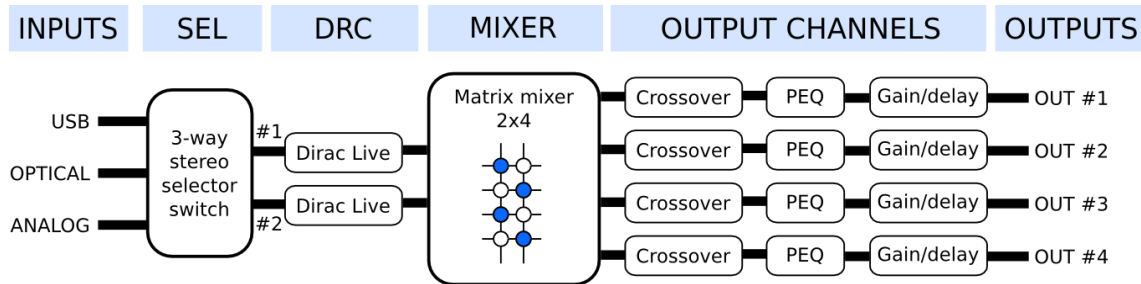 INPUTS
SEL
DRC
MIXER
OUTPUT CHANNELS
OUTPUTS
USB
OPTICAL
ANALOG
3-way
stereo
selector
switch
#1
#2
Dirac Live
Dirac Live
Matrix mixer
2x4
Crossover
PEQ
Gain/delay
OUT #1
Crossover
PEQ
Gain/delay
OUT #2
Crossover
PEQ
Gain/delay
OUT #3
Crossover
PEQ
Gain/delay
OUT #4